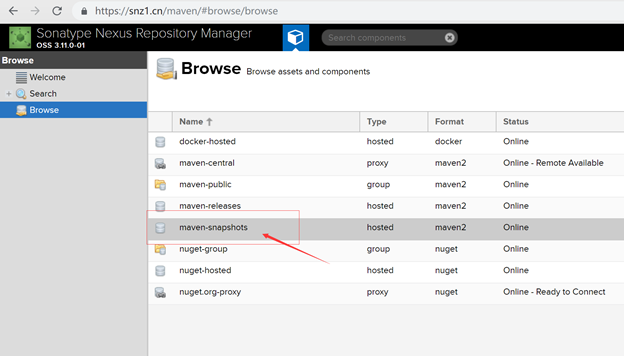 https://snz1.cn/maven/#browse/browse
Sonatype Nexus Repository Manager
OSS 3.11.0-01
Search components
Browse
Welcome
Search
Browse
Browse Browse assets and components
Name Type Format Status
docker-hosted hosted docker Online
maven-central proxy maven2 Online - Remote Available
maven-public group maven2 Online
maven-releases hosted maven2 Online
maven-snapshots hosted maven2 Online
nuget-group group nuget Online
nuget-hosted hosted nuget Online
nuget.org-proxy proxy nuget Online - Ready to Connect